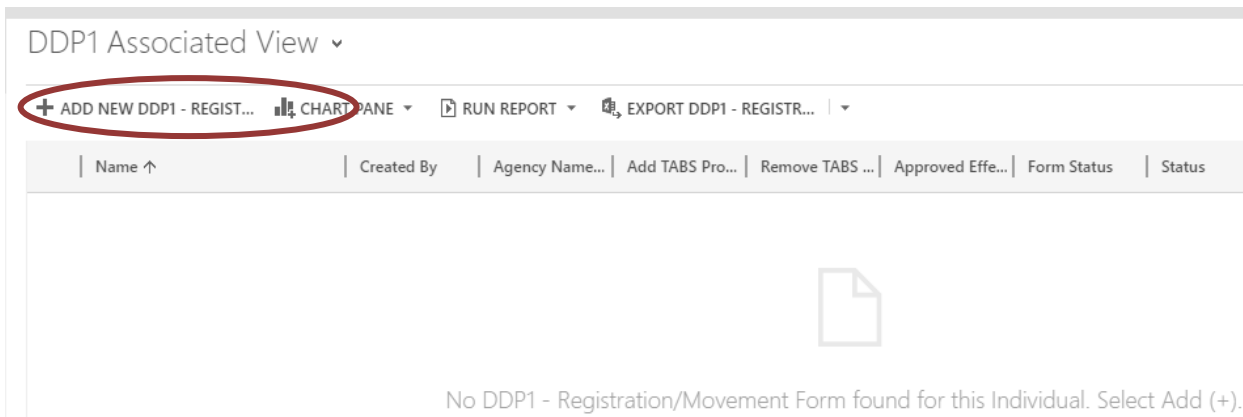 DDP1 Associated View
ADD NEW DDP1 - REGIST... CHART PANE RUN REPORT EXPORT DDP1 - REGISTR...
Name Created By Agency Name... Add TABS Pro... Remove TABS ... Approved Effe... Form Status Status
No DDP1 - Registration/Movement Form found for this Individual. Select Add (+).